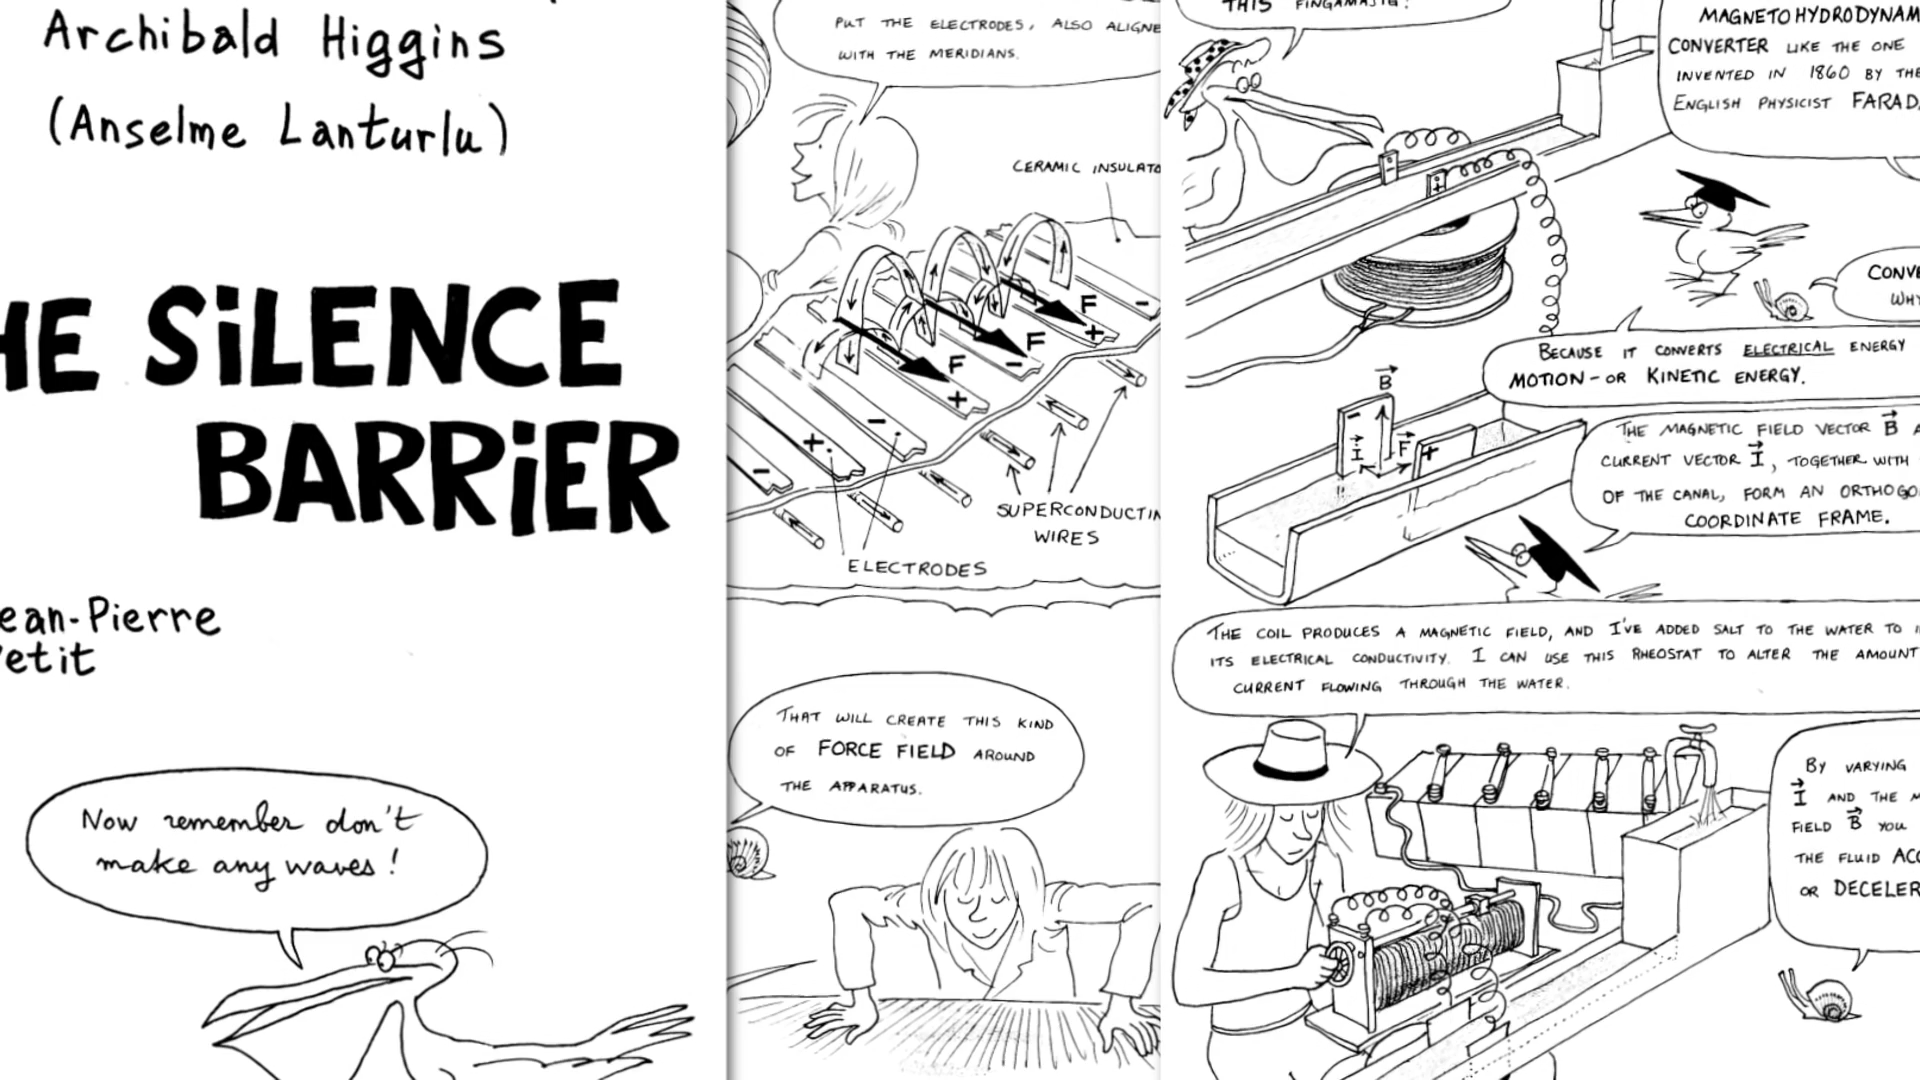 Archibald Higgins
(Anselme Lanturlu)
HE SiLENCE
BARRiER
ean-Pierre
etit
Now remember don't
make any waves!
PUT THE ELECTRODES, ALSO ALIGNE
WITH THE MERIDIANS.
CERAMIC INSULATO
F
-
+
F
-
F
+
-
+
-
SUPERCONDUCTIN
WIRES
ELECTRODES
THAT WILL CREATE THIS KIND
OF FORCE FIELD AROUND
THE APPARATUS.
THIS FINGAMAJIG?
MAGNETOHYDRODYNAM
CONVERTER LIKE THE ONE
INVENTED IN 1860 BY THE
ENGLISH PHYSICIST FARAD
-
+
CONVE
WHY
BECAUSE IT CONVERTS ELECTRICAL ENERGY
MOTION - OR KINETIC ENERGY.
B
-
I
F
+
THE MAGNETIC FIELD VECTOR B A
CURRENT VECTOR I, TOGETHER WITH
OF THE CANAL, FORM AN ORTHOGO
COORDINATE FRAME.
THE COIL PRODUCES A MAGNETIC FIELD, AND I'VE ADDED SALT TO THE WATER TO I
ITS ELECTRICAL CONDUCTIVITY. I CAN USE THIS RHEOSTAT TO ALTER THE AMOUNT
CURRENT FLOWING THROUGH THE WATER.
BY VARYING
I AND THE M
FIELD B YOU
THE FLUID ACC
OR DECELER